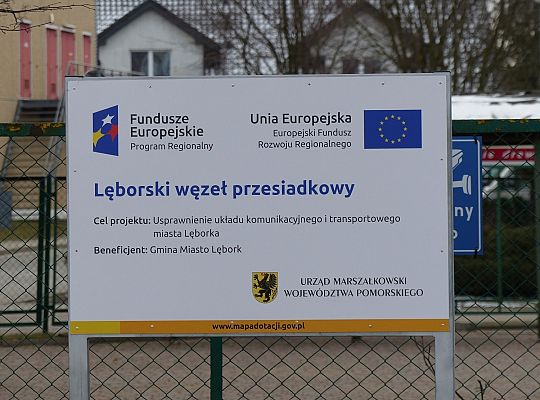 Fundusze
Europejskie
Program Regionalny
Unia Europejska
Europejski Fundusz
Rozwoju Regionalnego
Lęborski węzeł przesiadkowy
Cel projektu: Usprawnienie układu komunikacyjnego i transportowego
miasta Lęborka
Beneficjent: Gmina Miasto Lębork
URZĄD MARSZAŁKOWSKI
WOJEWÓDZTWA POMORSKIEGO
www.mapadotacji.gov.pl